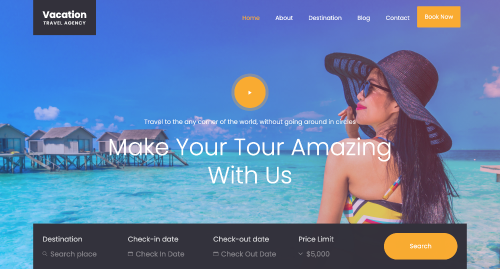 Vacation
TRAVEL AGENCY
Home About Destination Blog Contact Book Now
Travel to the any corner of the world, without going around in circles
Make Your Tour Amazing
With Us
Destination Check-in date Check-out date Price Limit
Search place Check In Date Check Out Date $5,000
Search